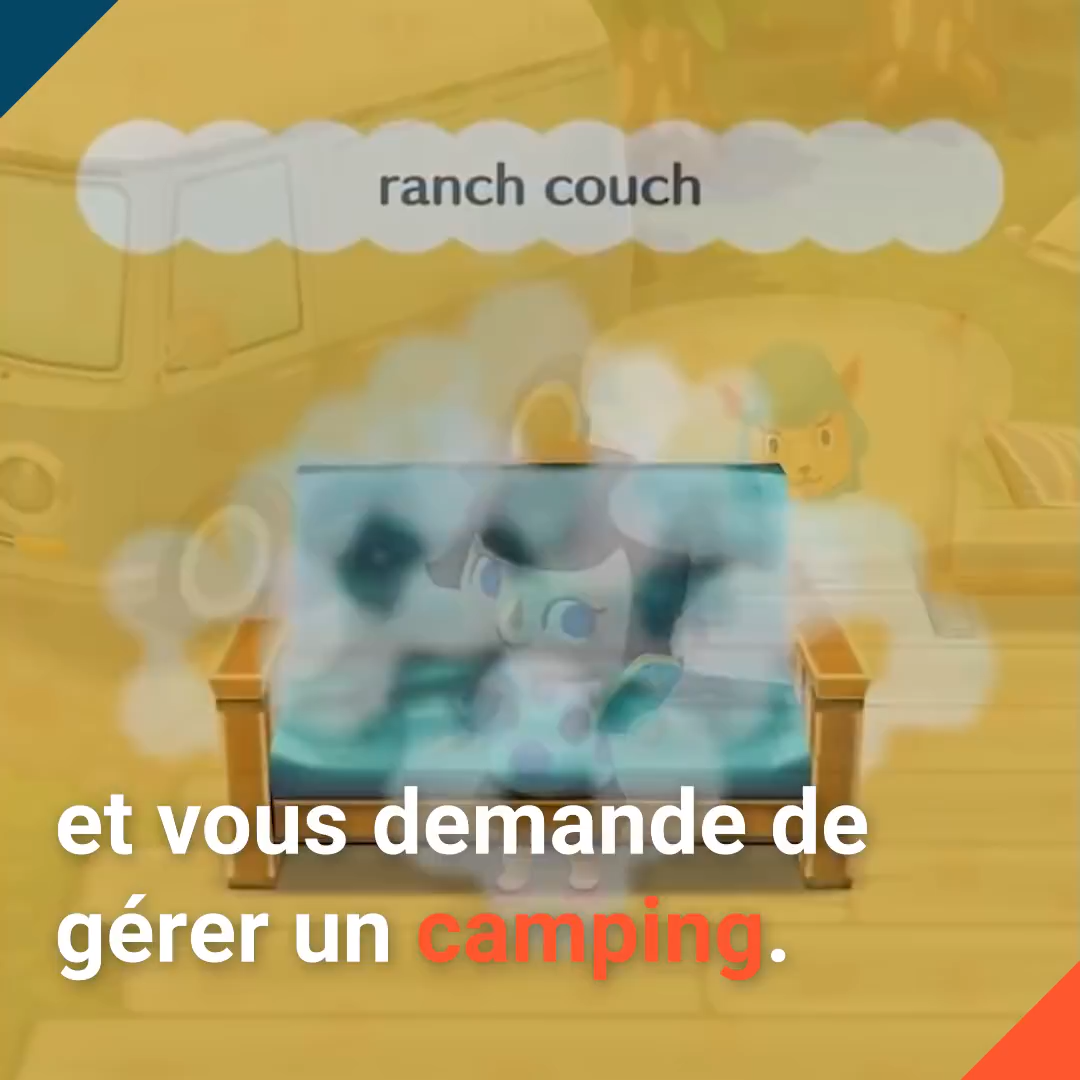 ranch couch
et vous demande de
gérer un camping.